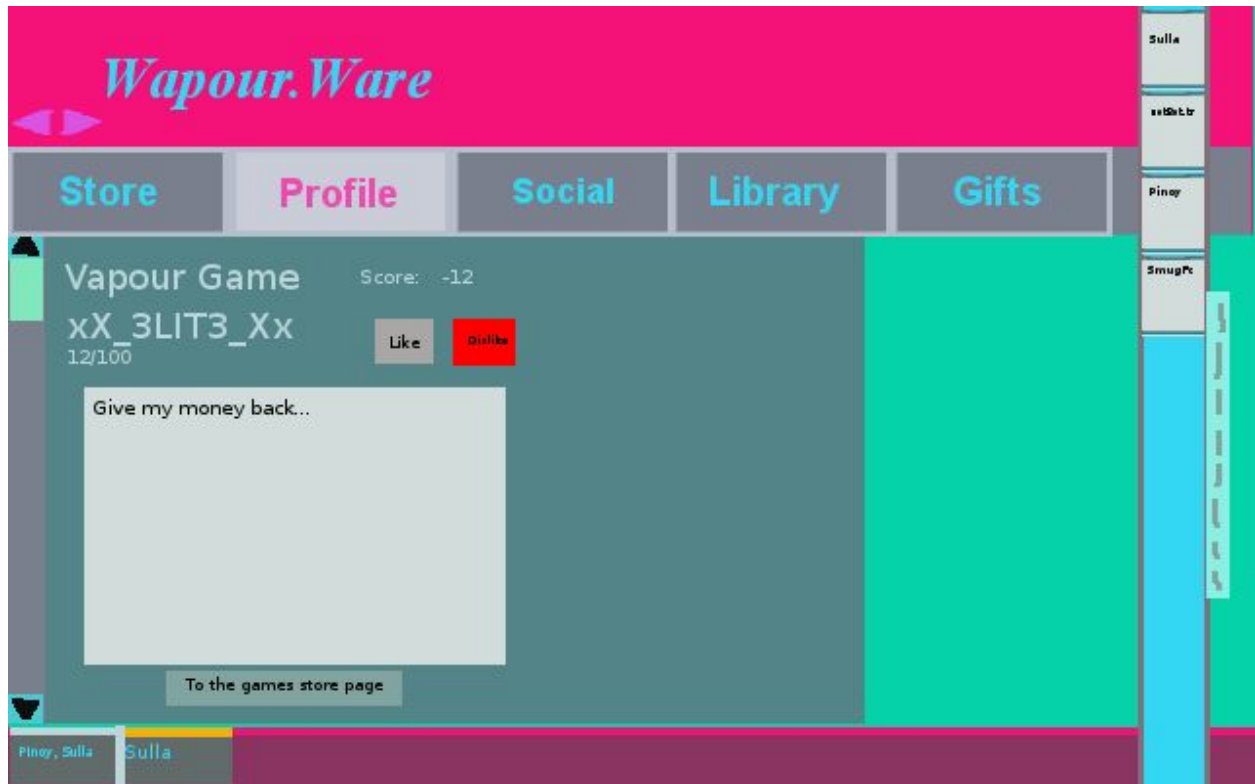 Wapour.Ware
Store
Profile
Social
Library
Gifts
Vapour Game
Score: -12
xX_3LIT3_Xx
12/100
Like
Dislike
Give my money back...
To the games store page
Sulla
Pinoy
Pinoy, Sulla
Sulla